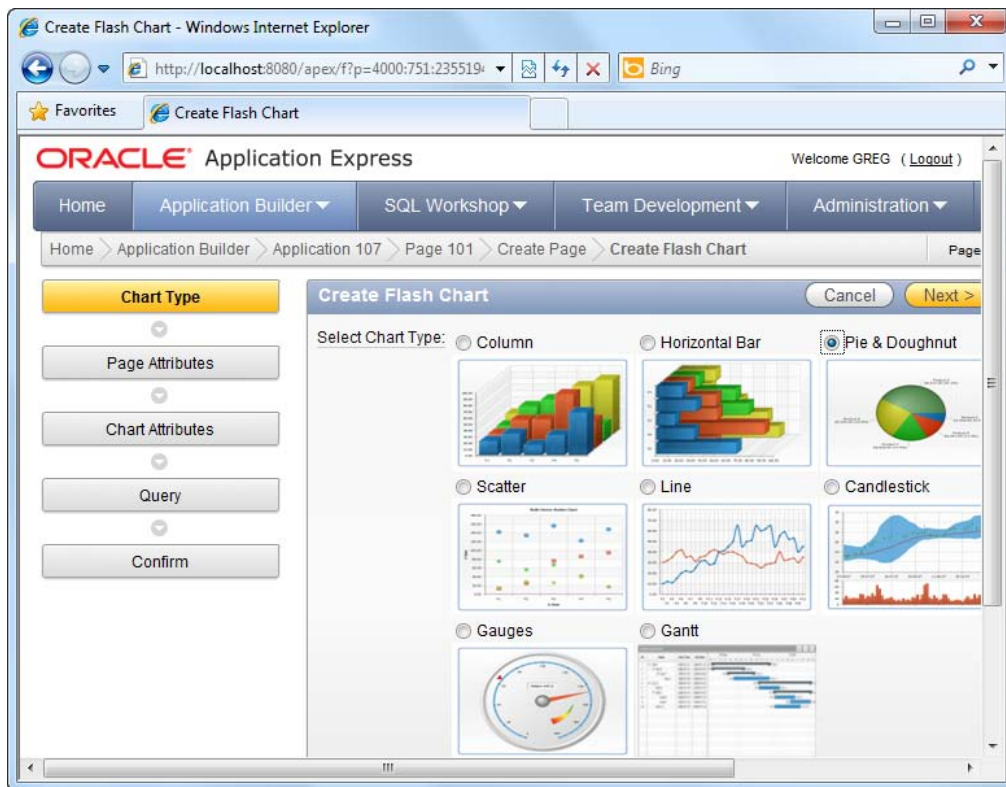 Create Flash Chart - Windows Internet Explorer
http://localhost:8080/apex/f?p=4000:751:235519
Bing
Favorites
Create Flash Chart
ORACLE Application Express
Welcome GREG ( Logout )
Home
Application Builder
SQL Workshop
Team Development
Administration
Home
Application Builder
Application 107
Page 101
Create Page
Create Flash Chart
Page
Chart Type
Page Attributes
Chart Attributes
Query
Confirm
Create Flash Chart
Cancel
Next >
Select Chart Type:
Column
Horizontal Bar
Pie & Doughnut
Scatter
Line
Candlestick
Gauges
Gantt